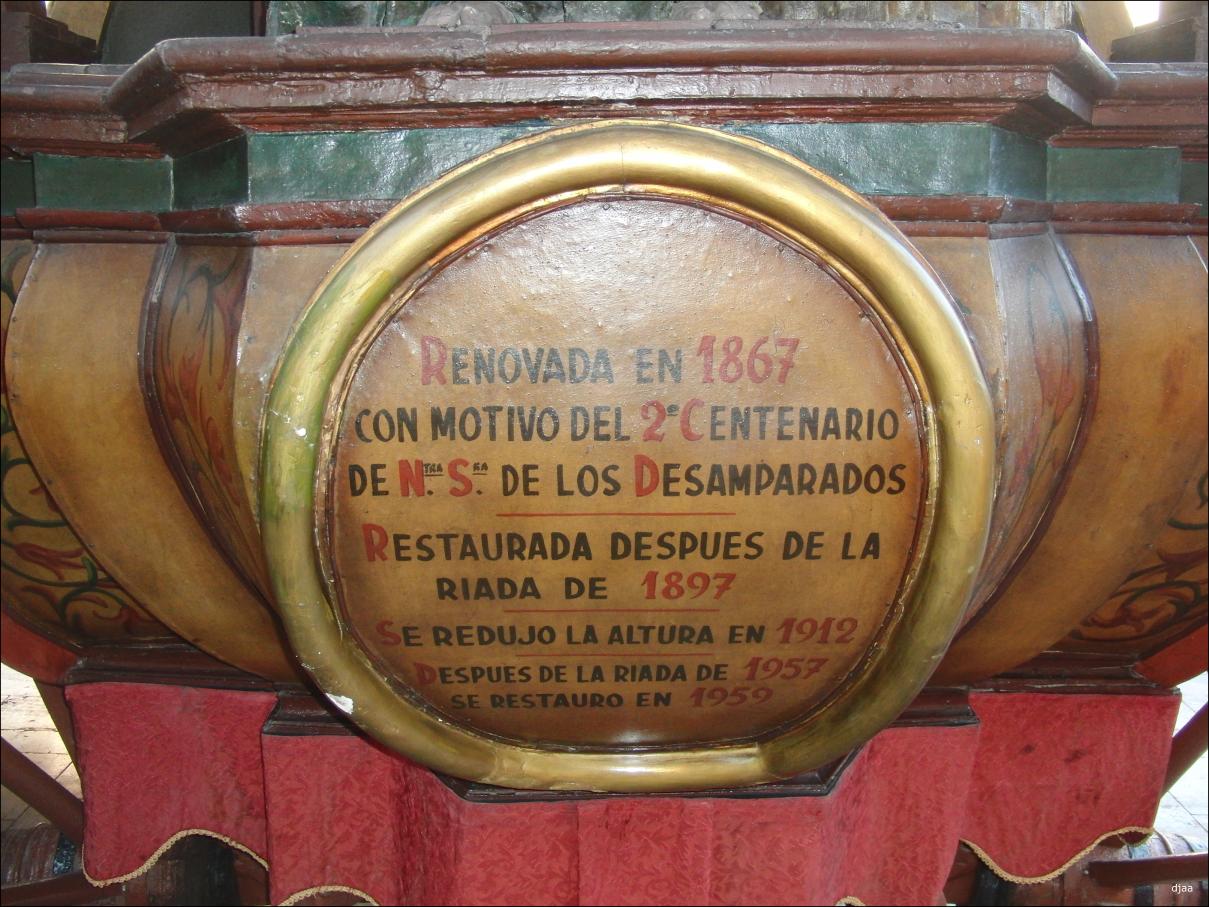 RENOVADA EN 1867
CON MOTIVO DEL 2º CENTENARIO
DE NTRA. SRA. DE LOS DESAMPARADOS
RESTAURADA DESPUES DE LA
RIADA DE 1897
SE REDUJO LA ALTURA EN 1912
DESPUES DE LA RIADA DE 1957
SE RESTAURO EN 1959
djaa